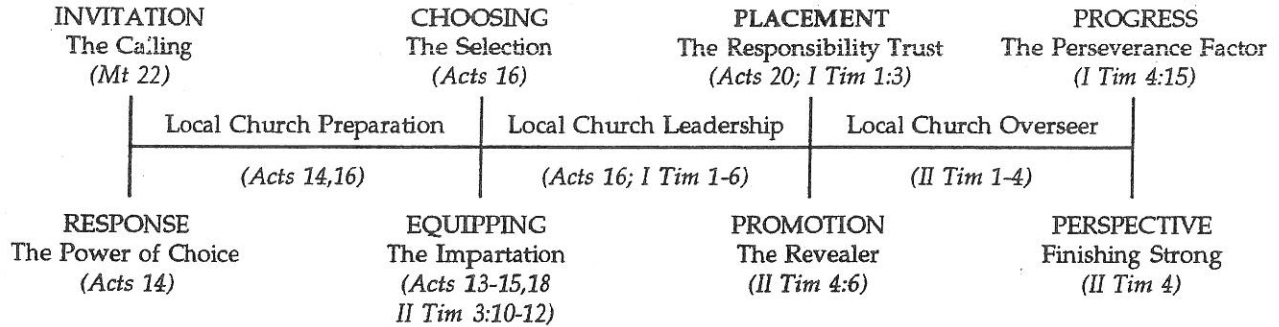 INVITATION
The Calling
(Mt 22)
CHOOSING
The Selection
(Acts 16)
PLACEMENT
The Responsibility Trust
(Acts 20; I Tim 1:3)
PROGRESS
The Perseverance Factor
(I Tim 4:15)
Local Church Preparation
Local Church Leadership
Local Church Overseer
(Acts 14,16)
(Acts 16; I Tim 1-6)
(II Tim 1-4)
RESPONSE
The Power of Choice
(Acts 14)
EQUIPPING
The Impartation
(Acts 13-15,18
II Tim 3:10-12)
PROMOTION
The Revealer
(II Tim 4:6)
PERSPECTIVE
Finishing Strong
(II Tim 4)